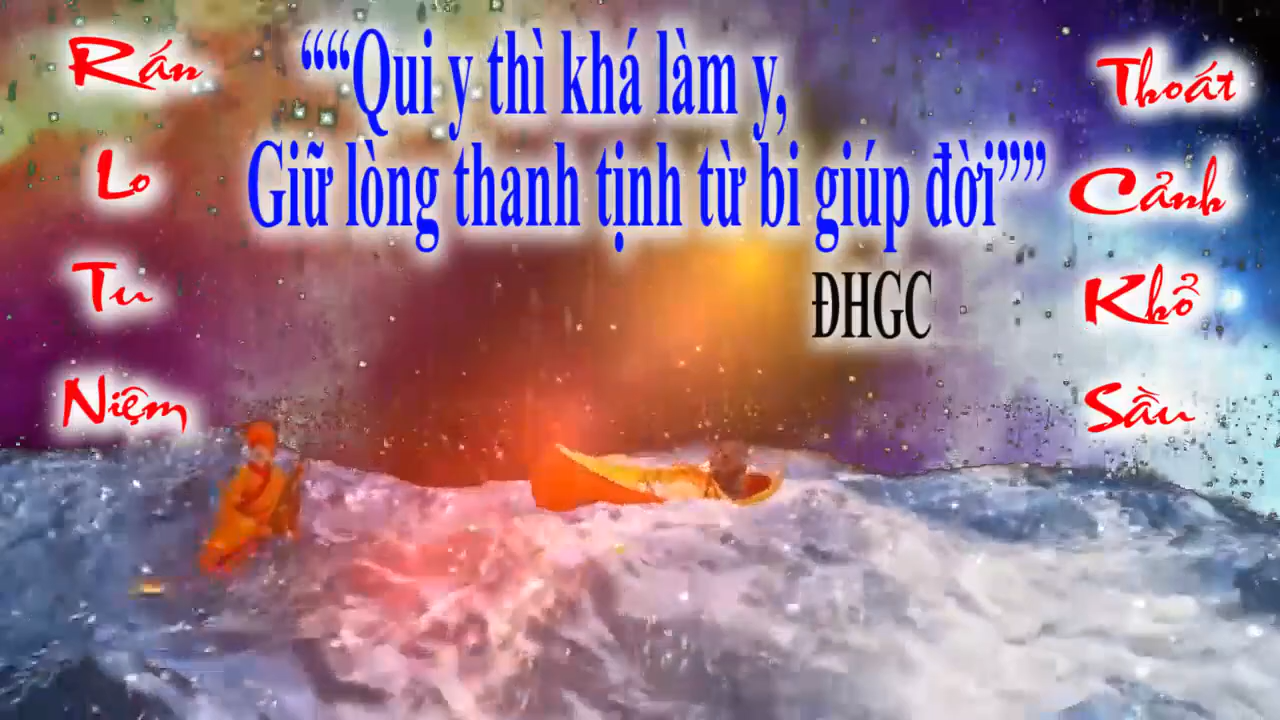 Rán
Lo
Tu
Niệm
““Qui y thì khá làm y,
Giữ lòng thanh tịnh từ bi giúp đời””
ĐHGC
Thoát
Cảnh
Khổ
Sầu